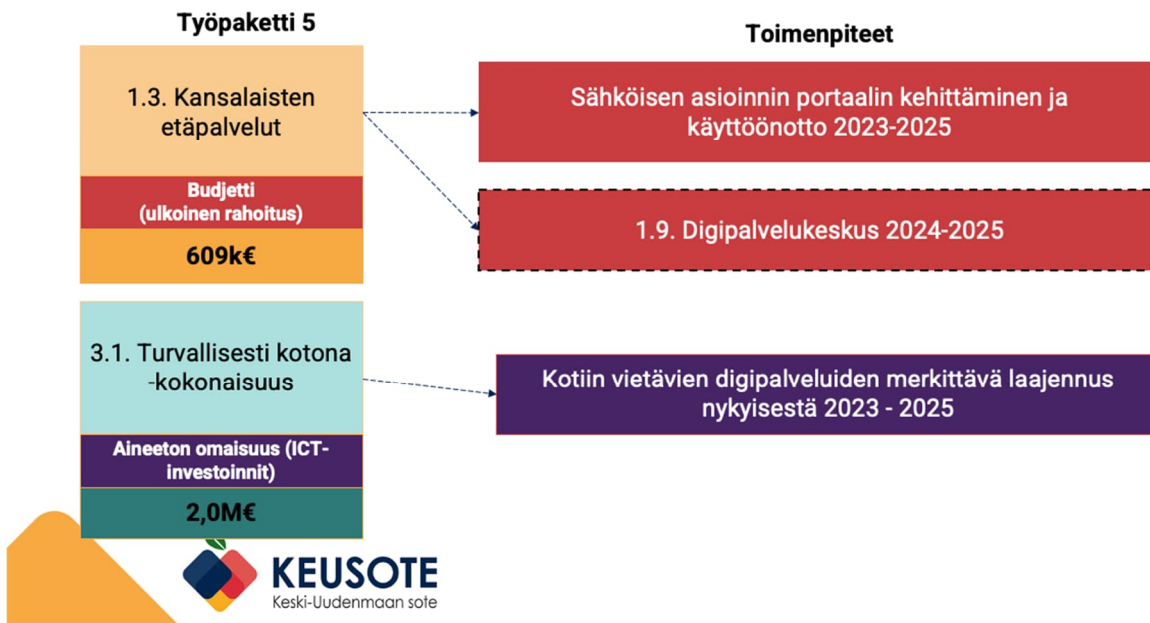 Työpaketti 5
Toimenpiteet
1.3. Kansalaisten
etäpalvelut
Budjetti
(ulkoinen rahoitus)
609k€
Sähköisen asioinnin portaalin kehittäminen ja
käyttöönotto 2023-2025
1.9. Digipalvelukeskus 2024-2025
3.1. Turvallisesti kotona
-kokonaisuus
Aineeton omaisuus (ICT-
investoinnit)
2,0M€
Kotiin vietävien digipalveluiden merkittävä laajennus
nykyisestä 2023 - 2025
KEUSOTE
Keski-Uudenmaan sote